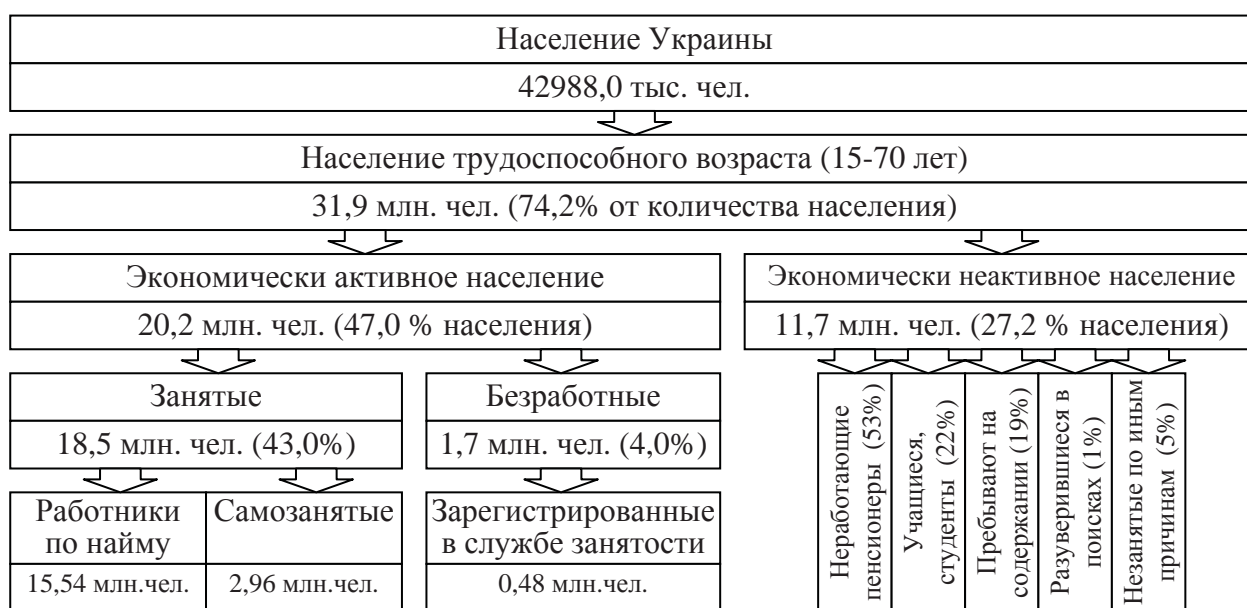 Население Украины
42988,0 тыс. чел.
Население трудоспособного возраста (15-70 лет)
31,9 млн. чел. (74,2% от количества населения)
Экономически активное население
20,2 млн. чел. (47,0 % населения)
Экономически неактивное население
11,7 млн. чел. (27,2 % населения)
Занятые
18,5 млн. чел. (43,0%)
Безработные
1,7 млн. чел. (4,0%)
Работники
по найму
15,54 млн.чел.
Самозанятые
2,96 млн.чел.
Зарегистрированные
в службе занятости
0,48 млн.чел.
Неработающие
пенсионеры (53%)
Учащиеся,
студенты (22%)
Пребывают на
содержании (19%)
Разуверившиеся в
поисках (1%)
Незанятые по иным
причинам (5%)